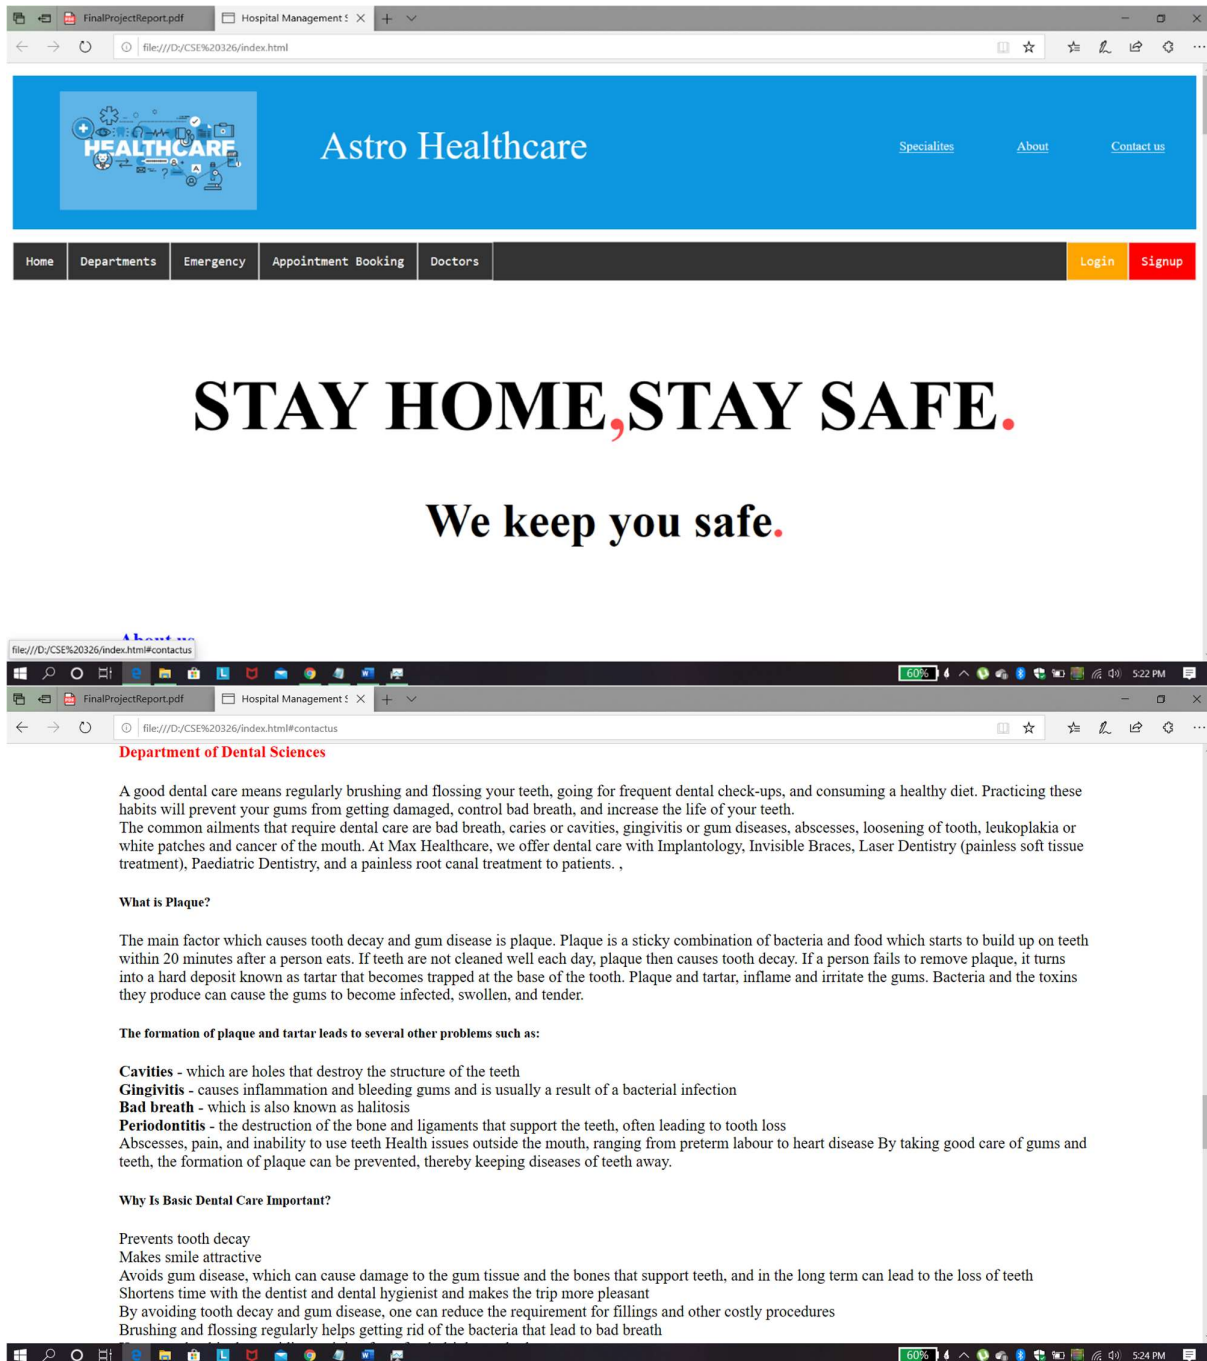 FinalProjectReport.pdf
Hospital Management S
file:///D:/CSE%20326/index.html
HEALTHCARE
Astro Healthcare
Specialites
About
Contact us
Home
Departments
Emergency
Appointment Booking
Doctors
Login
Signup
STAY HOME,STAY SAFE.
We keep you safe.
About us
file:///D:/CSE%20326/index.html#contactus
60%
5:22 PM
FinalProjectReport.pdf
Hospital Management S
file:///D:/CSE%20326/index.html#contactus
Department of Dental Sciences
A good dental care means regularly brushing and flossing your teeth, going for frequent dental check-ups, and consuming a healthy diet. Practicing these
habits will prevent your gums from getting damaged, control bad breath, and increase the life of your teeth.
The common ailments that require dental care are bad breath, caries or cavities, gingivitis or gum diseases, abscesses, loosening of tooth, leukoplakia or
white patches and cancer of the mouth. At Max Healthcare, we offer dental care with Implantology, Invisible Braces, Laser Dentistry (painless soft tissue
treatment), Paediatric Dentistry, and a painless root canal treatment to patients. ,
What is Plaque?
The main factor which causes tooth decay and gum disease is plaque. Plaque is a sticky combination of bacteria and food which starts to build up on teeth
within 20 minutes after a person eats. If teeth are not cleaned well each day, plaque then causes tooth decay. If a person fails to remove plaque, it turns
into a hard deposit known as tartar that becomes trapped at the base of the tooth. Plaque and tartar, inflame and irritate the gums. Bacteria and the toxins
they produce can cause the gums to become infected, swollen, and tender.
The formation of plaque and tartar leads to several other problems such as:
Cavities - which are holes that destroy the structure of the teeth
Gingivitis - causes inflammation and bleeding gums and is usually a result of a bacterial infection
Bad breath - which is also known as halitosis
Periodontitis - the destruction of the bone and ligaments that support the teeth, often leading to tooth loss
Abscesses, pain, and inability to use teeth Health issues outside the mouth, ranging from preterm labour to heart disease By taking good care of gums and
teeth, the formation of plaque can be prevented, thereby keeping diseases of teeth away.
Why Is Basic Dental Care Important?
Prevents tooth decay
Makes smile attractive
Avoids gum disease, which can cause damage to the gum tissue and the bones that support teeth, and in the long term can lead to the loss of teeth
Shortens time with the dentist and dental hygienist and makes the trip more pleasant
By avoiding tooth decay and gum disease, one can reduce the requirement for fillings and other costly procedures
Brushing and flossing regularly helps getting rid of the bacteria that lead to bad breath
60%
5:24 PM